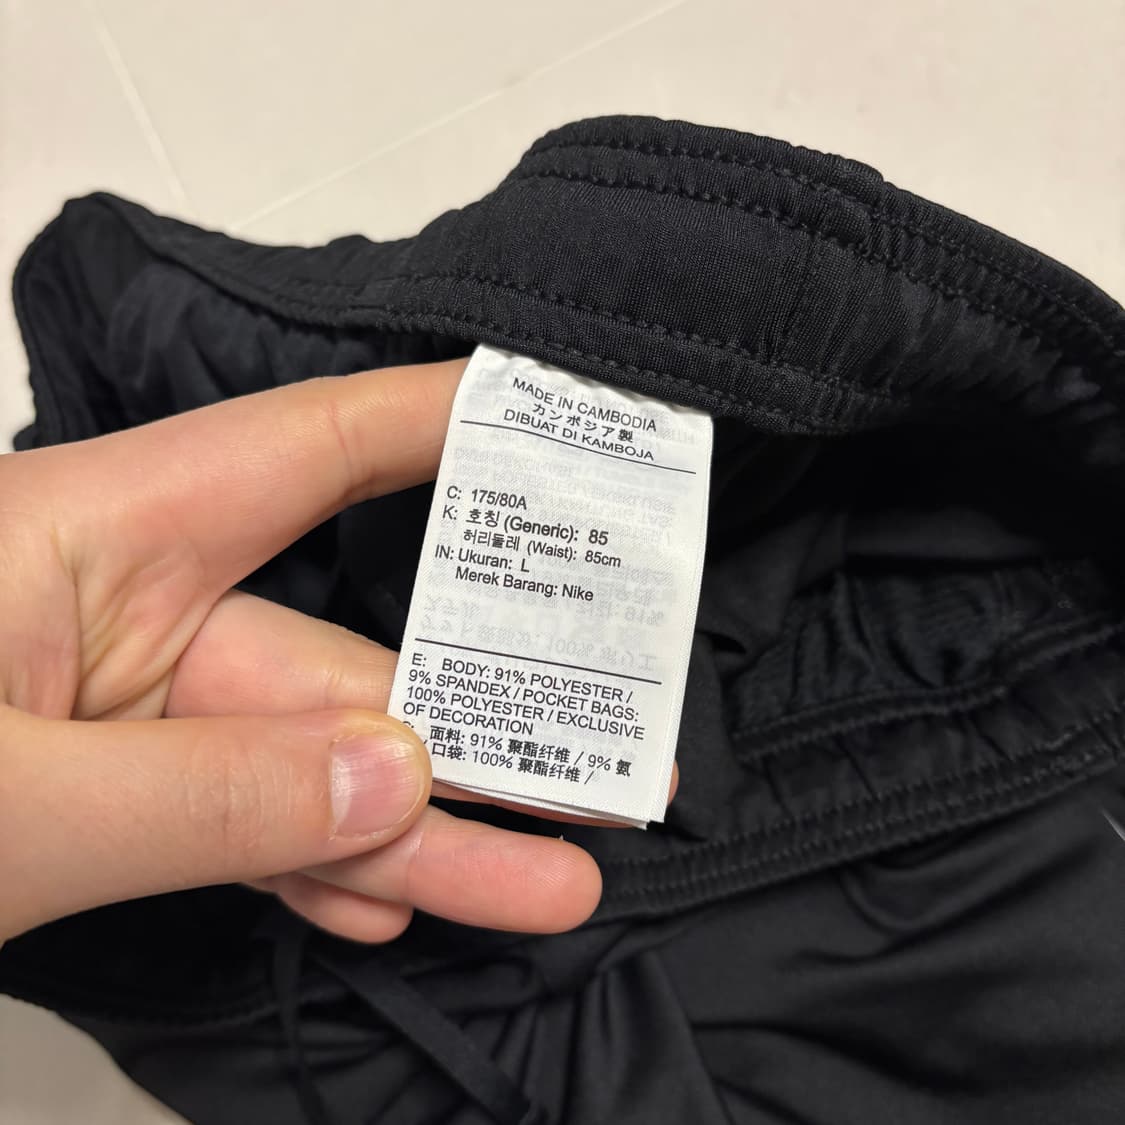 MADE IN CAMBODIA
カンボジア製
DIBUAT DI KAMBOJA
C: 175/80A
K: 호칭 (Generic): 85
허리둘레 (Waist): 85cm
IN: Ukuran: L
Merek Barang: Nike
E: BODY: 91% POLYESTER /
9% SPANDEX / POCKET BAGS:
100% POLYESTER / EXCLUSIVE
OF DECORATION
面料: 91% 聚酯纤维 / 9% 氨
口袋: 100% 聚酯纤维 /